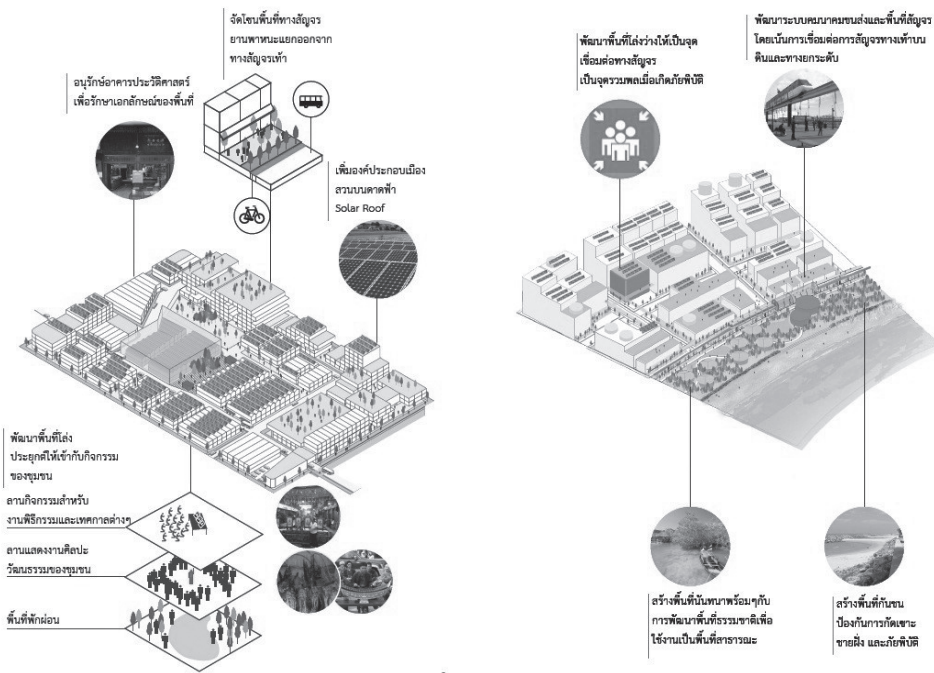 จัดโซนพื้นที่ทางสัญจร
ยานพาหนะแยกออกจาก
ทางสัญจรเท้า
อนุรักษ์อาคารประวัติศาสตร์
เพื่อรักษาเอกลักษณ์ของพื้นที่
เพิ่มองค์ประกอบเมือง
สวนบนดาดฟ้า
Solar Roof
พัฒนาพื้นที่โล่ง
ประยุกต์ให้เข้ากับกิจกรรม
ของชุมชน
ลานกิจกรรมสำหรับ
งานพิธีกรรมและเทศกาลต่างๆ
ลานแสดงงานศิลปะ
วัฒนธรรมของชุมชน
พื้นที่พักผ่อน
พัฒนาพื้นที่โล่งว่างให้เป็นจุด
เชื่อมต่อทางสัญจร
เป็นจุดรวมพลเมื่อเกิดภัยพิบัติ
พัฒนาระบบคมนาคมขนส่งและพื้นที่สัญจร
โดยเน้นการเชื่อมต่อการสัญจรทางเท้าบน
ดินและทางยกระดับ
สร้างพื้นที่นันทนาพร้อมๆกับ
การพัฒนาพื้นที่ธรรมชาติเพื่อ
ใช้งานเป็นพื้นที่สาธารณะ
สร้างพื้นที่กันชน
ป้องกันการกัดเซาะ
ชายฝั่ง และภัยพิบัติ